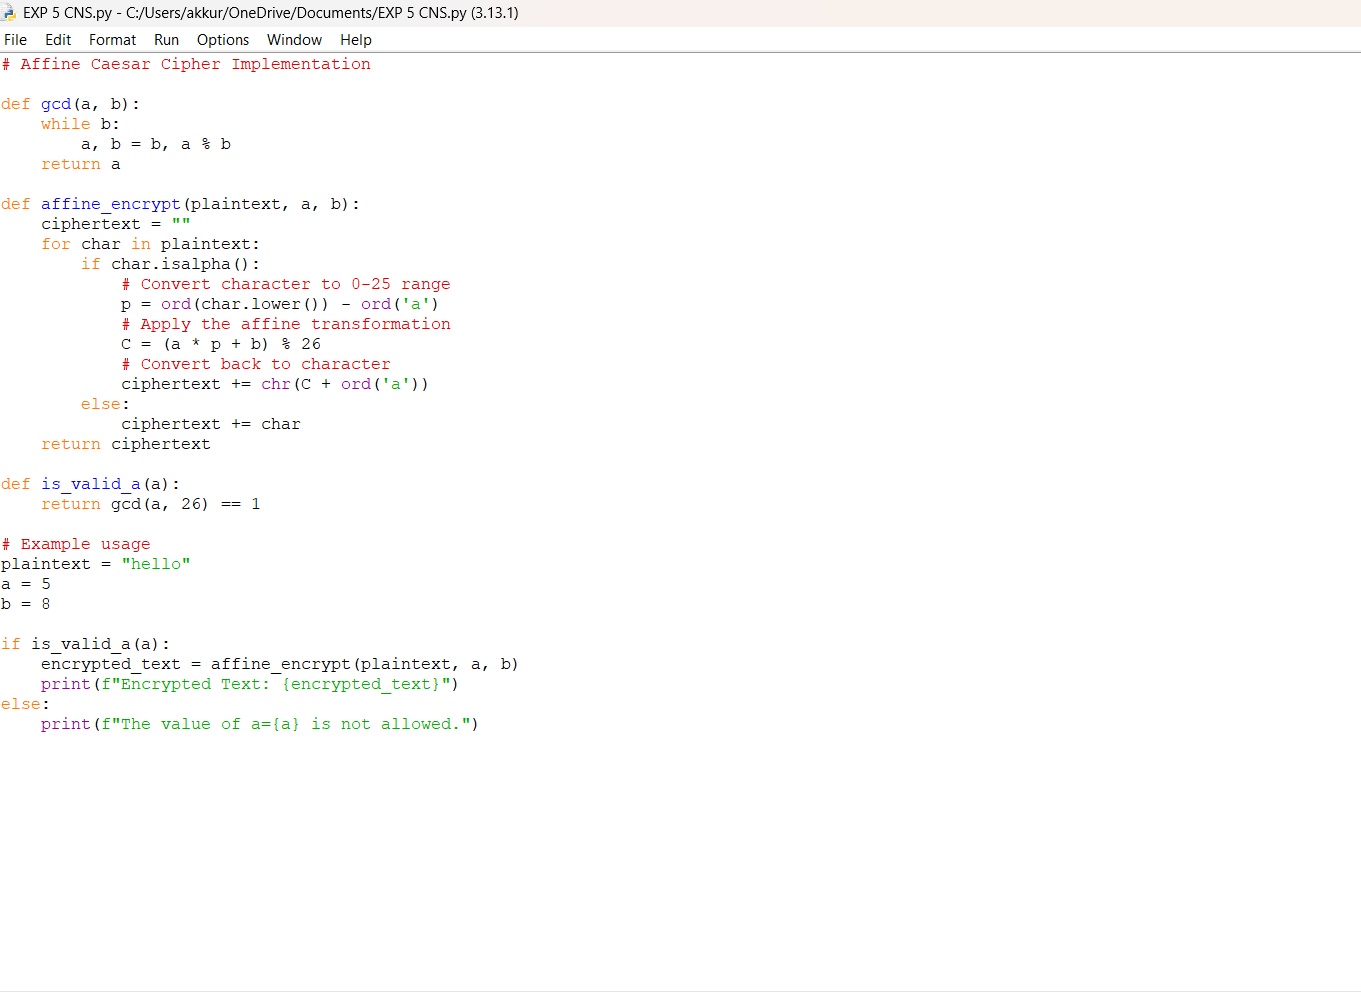 EXP 5 CNS.py - C:/Users/akkur/OneDrive/Documents/EXP 5 CNS.py (3.13.1)
File Edit Format Run Options Window Help
# Affine Caesar Cipher Implementation

def gcd(a, b):
    while b:
        a, b = b, a % b
    return a

def affine_encrypt(plaintext, a, b):
    ciphertext = ""
    for char in plaintext:
        if char.isalpha():
            # Convert character to 0-25 range
            p = ord(char.lower()) - ord('a')
            # Apply the affine transformation
            C = (a * p + b) % 26
            # Convert back to character
            ciphertext += chr(C + ord('a'))
        else:
            ciphertext += char
    return ciphertext

def is_valid_a(a):
    return gcd(a, 26) == 1

# Example usage
plaintext = "hello"
a = 5
b = 8

if is_valid_a(a):
    encrypted_text = affine_encrypt(plaintext, a, b)
    print(f"Encrypted Text: {encrypted_text}")
else:
    print(f"The value of a={a} is not allowed.")